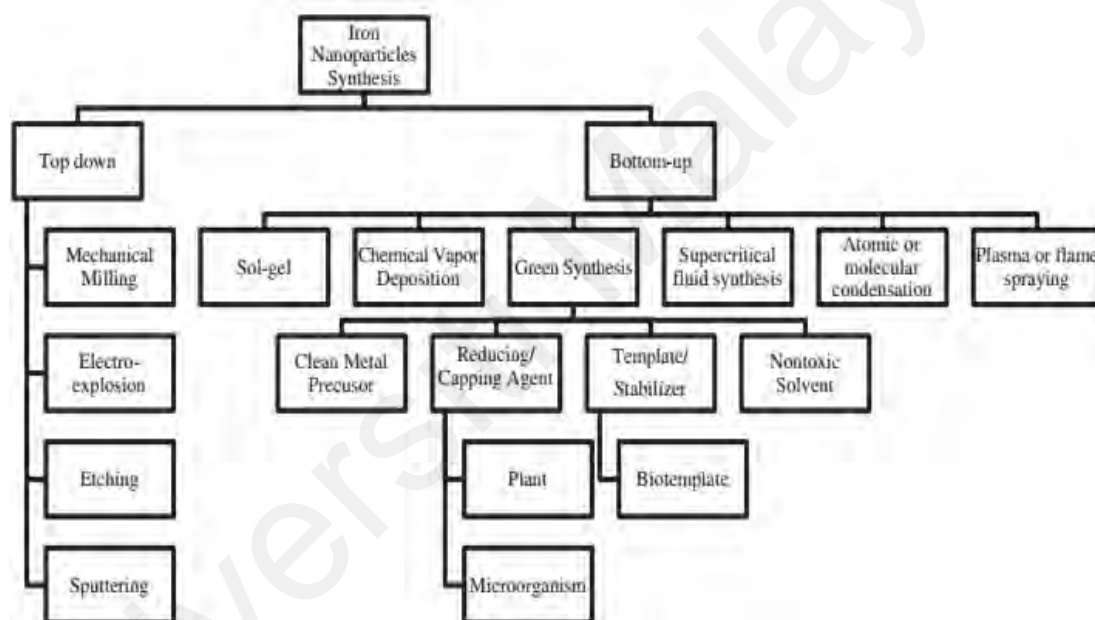 Iron
Nanoparticles
Synthesis
Top down
Bottom-up
Mechanical
Milling
Sol-gel
Chemical Vapor
Deposition
Green Synthesis
Supercritical
fluid synthesis
Atomic or
molecular
condensation
Plasma or flame
spraying
Electro-
explosion
Clean Metal
Precusor
Reducing/
Capping Agent
Template/
Stabilizer
Nontoxic
Solvent
Etching
Plant
Biotemplate
Sputtering
Microorganism